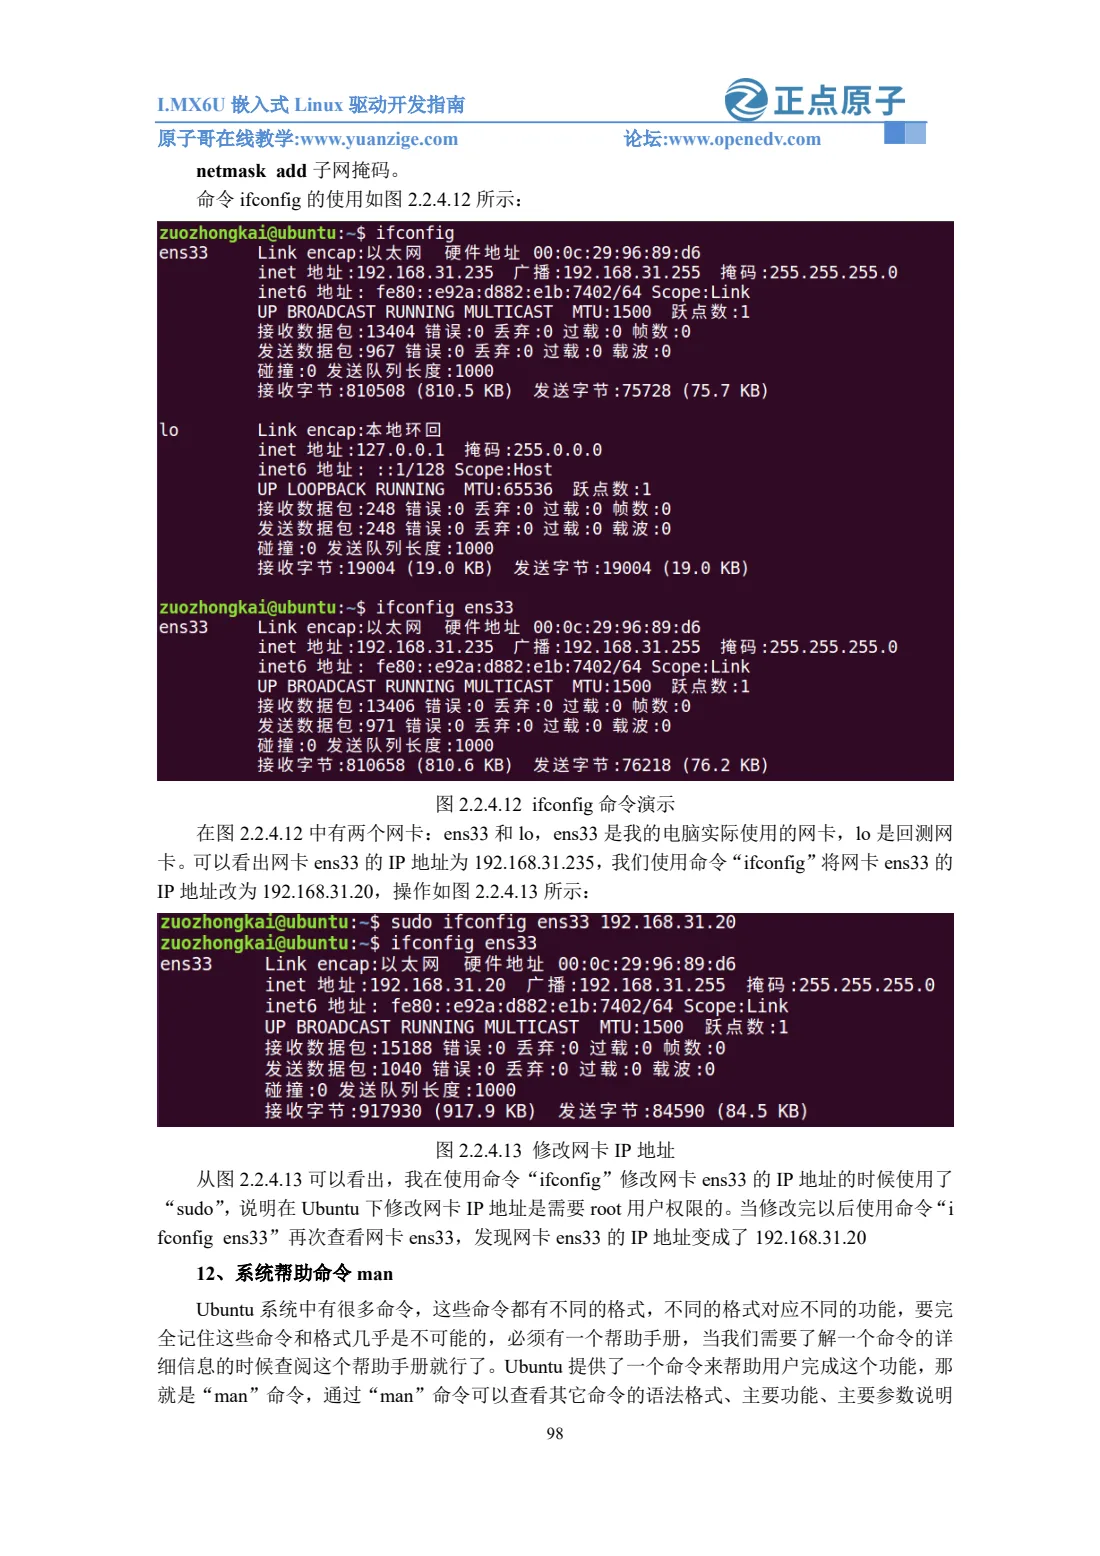 I.MX6U 嵌入式 Linux 驱动开发指南
正点原子
原子哥在线教学:www.yuanzige.com 论坛:www.openedv.com
netmask add 子网掩码。
命令 ifconfig 的使用如图 2.2.4.12 所示：
zuozhongkai@ubuntu:~$ ifconfig
ens33 Link encap:以太网 硬件地址 00:0c:29:96:89:d6
inet 地址:192.168.31.235 广播:192.168.31.255 掩码:255.255.255.0
inet6 地址: fe80::e92a:d882:e1b:7402/64 Scope:Link
UP BROADCAST RUNNING MULTICAST MTU:1500 跃点数:1
接收数据包:13404 错误:0 丢弃:0 过载:0 帧数:0
发送数据包:967 错误:0 丢弃:0 过载:0 载波:0
碰撞:0 发送队列长度:1000
接收字节:810508 (810.5 KB) 发送字节:75728 (75.7 KB)
lo Link encap:本地环回
inet 地址:127.0.0.1 掩码:255.0.0.0
inet6 地址: ::1/128 Scope:Host
UP LOOPBACK RUNNING MTU:65536 跃点数:1
接收数据包:248 错误:0 丢弃:0 过载:0 帧数:0
发送数据包:248 错误:0 丢弃:0 过载:0 载波:0
碰撞:0 发送队列长度:1000
接收字节:19004 (19.0 KB) 发送字节:19004 (19.0 KB)
zuozhongkai@ubuntu:~$ ifconfig ens33
ens33 Link encap:以太网 硬件地址 00:0c:29:96:89:d6
inet 地址:192.168.31.235 广播:192.168.31.255 掩码:255.255.255.0
inet6 地址: fe80::e92a:d882:e1b:7402/64 Scope:Link
UP BROADCAST RUNNING MULTICAST MTU:1500 跃点数:1
接收数据包:13406 错误:0 丢弃:0 过载:0 帧数:0
发送数据包:971 错误:0 丢弃:0 过载:0 载波:0
碰撞:0 发送队列长度:1000
接收字节:810658 (810.6 KB) 发送字节:76218 (76.2 KB)
图 2.2.4.12 ifconfig 命令演示
在图 2.2.4.12 中有两个网卡：ens33 和 lo，ens33 是我的电脑实际使用的网卡，lo 是回测网
卡。可以看出网卡 ens33 的 IP 地址为 192.168.31.235，我们使用命令“ifconfig”将网卡 ens33 的
IP 地址改为 192.168.31.20，操作如图 2.2.4.13 所示：
zuozhongkai@ubuntu:~$ sudo ifconfig ens33 192.168.31.20
zuozhongkai@ubuntu:~$ ifconfig ens33
ens33 Link encap:以太网 硬件地址 00:0c:29:96:89:d6
inet 地址:192.168.31.20 广播:192.168.31.255 掩码:255.255.255.0
inet6 地址: fe80::e92a:d882:e1b:7402/64 Scope:Link
UP BROADCAST RUNNING MULTICAST MTU:1500 跃点数:1
接收数据包:15188 错误:0 丢弃:0 过载:0 帧数:0
发送数据包:1040 错误:0 丢弃:0 过载:0 载波:0
碰撞:0 发送队列长度:1000
接收字节:917930 (917.9 KB) 发送字节:84590 (84.5 KB)
图 2.2.4.13 修改网卡 IP 地址
从图 2.2.4.13 可以看出，我在使用命令“ifconfig”修改网卡 ens33 的 IP 地址的时候使用了
“sudo”，说明在 Ubuntu 下修改网卡 IP 地址是需要 root 用户权限的。当修改完以后使用命令“i
fconfig ens33”再次查看网卡 ens33，发现网卡 ens33 的 IP 地址变成了 192.168.31.20
12、系统帮助命令 man
Ubuntu 系统中有很多命令，这些命令都有不同的格式，不同的格式对应不同的功能，要完
全记住这些命令和格式几乎是不可能的，必须有一个帮助手册，当我们需要了解一个命令的详
细信息的时候查阅这个帮助手册就行了。Ubuntu 提供了一个命令来帮助用户完成这个功能，那
就是“man”命令，通过“man”命令可以查看其它命令的语法格式、主要功能、主要参数说明
98